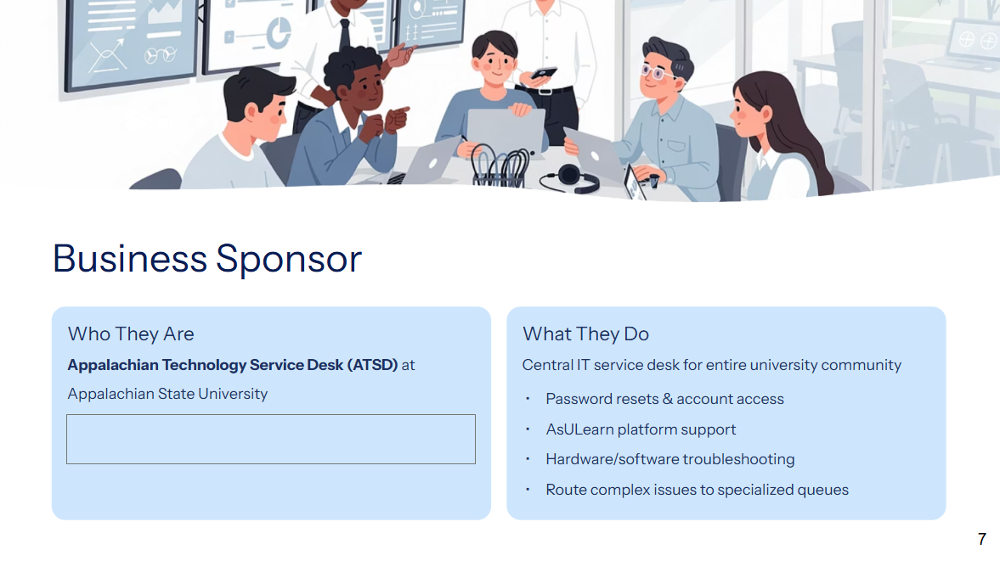 Business Sponsor
Who They Are
Appalachian Technology Service Desk (ATSD) at
Appalachian State University
What They Do
Central IT service desk for entire university community
• Password resets & account access
• AsULearn platform support
• Hardware/software troubleshooting
• Route complex issues to specialized queues
7